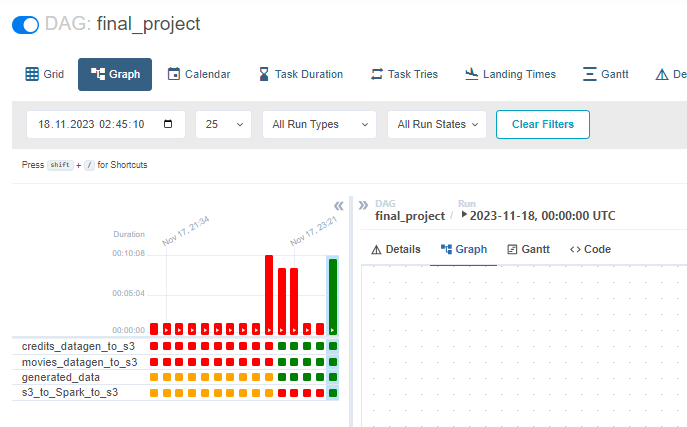 DAG: final_project
Grid Graph Calendar Task Duration Task Tries Landing Times Gantt De
18.11.2023 02:45:10 25 All Run Types All Run States Clear Filters
Press shift + / for Shortcuts
DAG Run
final_project / 2023-11-18, 00:00:00 UTC
Details Graph Gantt <> Code
Nov 17, 21:34 Nov 17, 23:21
Duration
00:10:08
00:05:04
00:00:00
credits_datagen_to_s3
movies_datagen_to_s3
generated_data
s3_to_Spark_to_s3